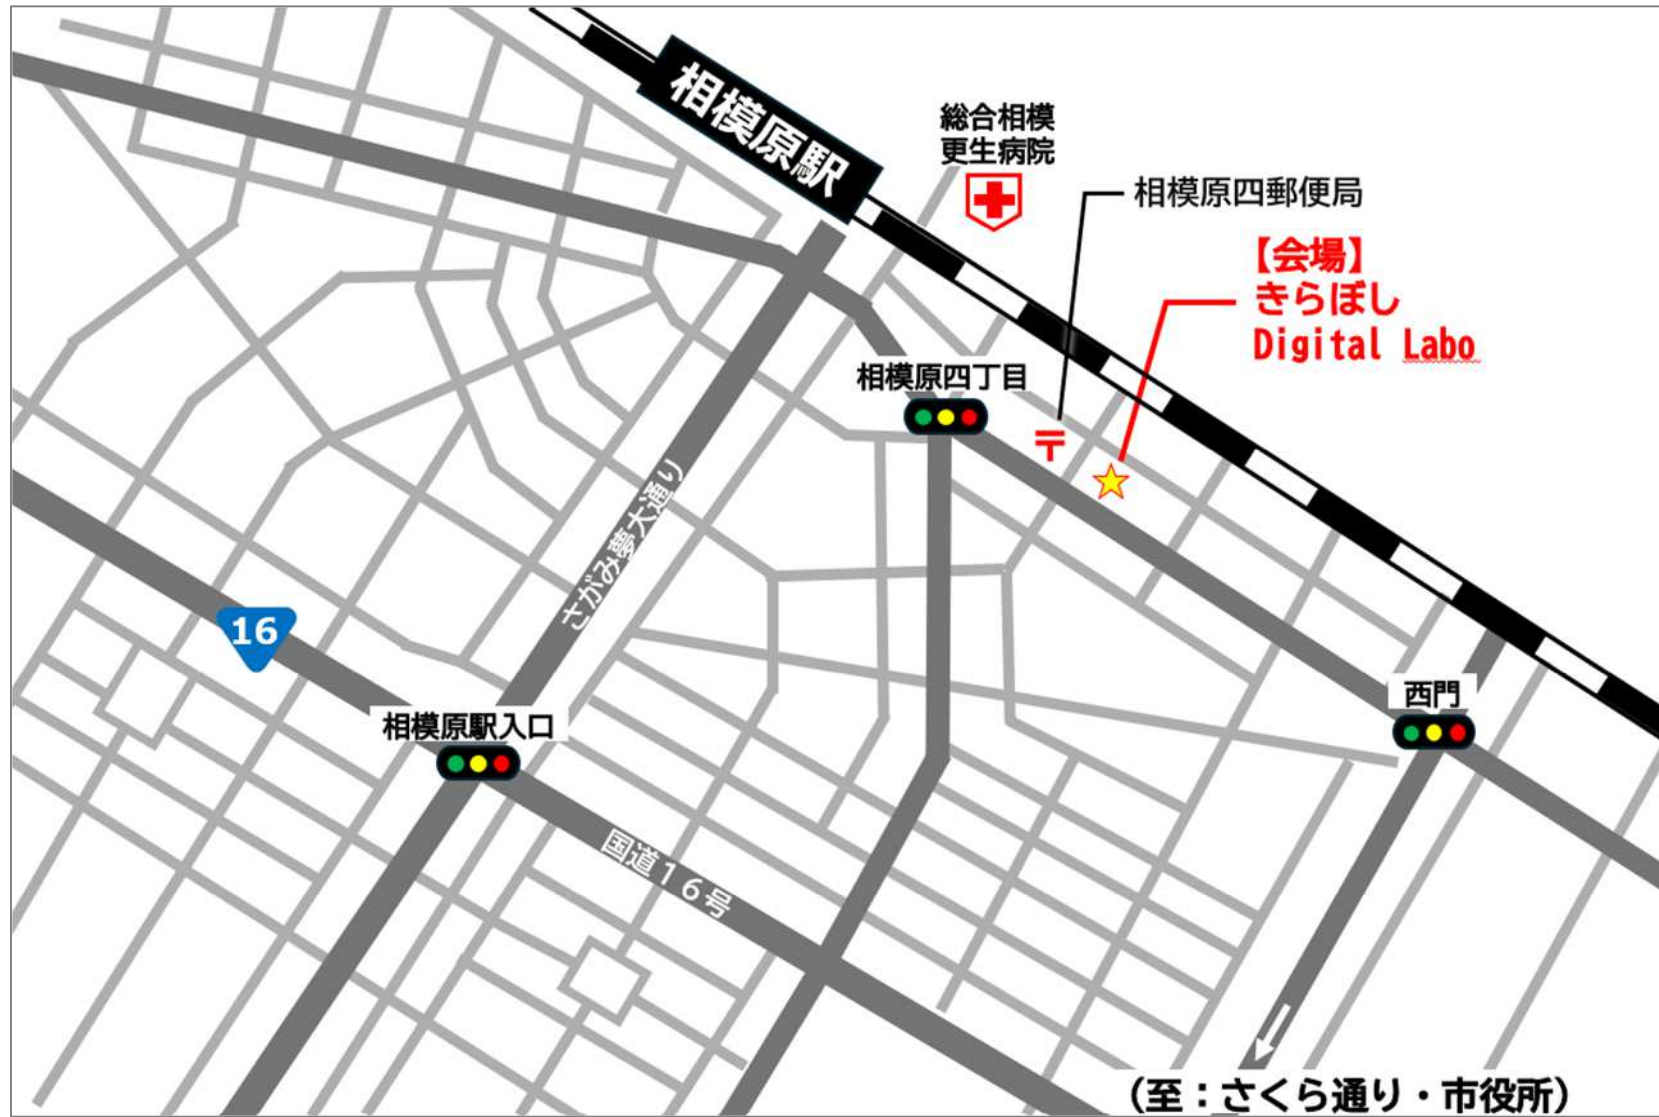 相模原駅
総合相模
更生病院
相模原四郵便局
【会場】
きらぼし
Digital Labo
相模原四丁目
〒
さがみ夢大通り
16
西門
相模原駅入口
国道16号
(至:さくら通り・市役所)